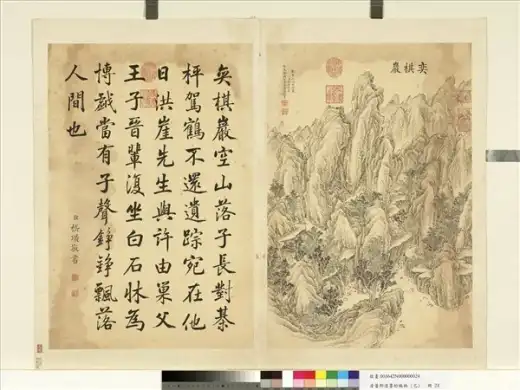 奕棋巖
奕棋巖空山落子長對棊
枰駕鶴不還遺踪宛在他
日洪崖先生與許由巢父
王子晉輩復坐白石牀為
博戲當有子聲錚錚飄落
人間也
臣嵇璜敬書